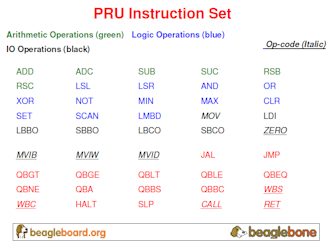 PRU Instruction Set
Arithmetic Operations (green) Logic Operations (blue)
Op-code (Italic)
IO Operations (black)
ADD ADC SUB SUC RSB
RSC LSL LSR AND OR
XOR NOT MIN MAX CLR
SET SCAN LMBD MOV LDI
LBBO SBBO LBCO SBCO ZERO
MVIB MVIW MVID JAL JMP
QBGT QBGE QBLT QBLE QBEQ
QBNE QBA QBBS QBBC WBS
WBC HALT SLP CALL RET
beagleboard.org beaglebone